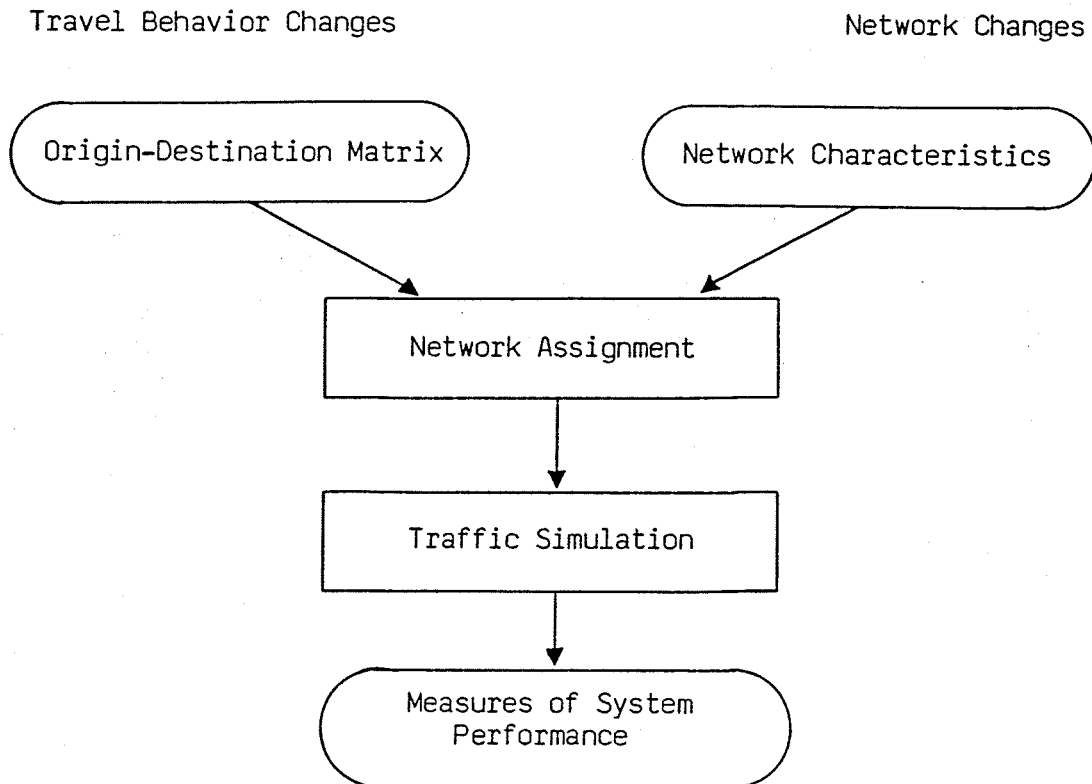 Travel Behavior Changes
Network Changes
Origin-Destination Matrix
Network Characteristics
Network Assignment
Traffic Simulation
Measures of System
Performance